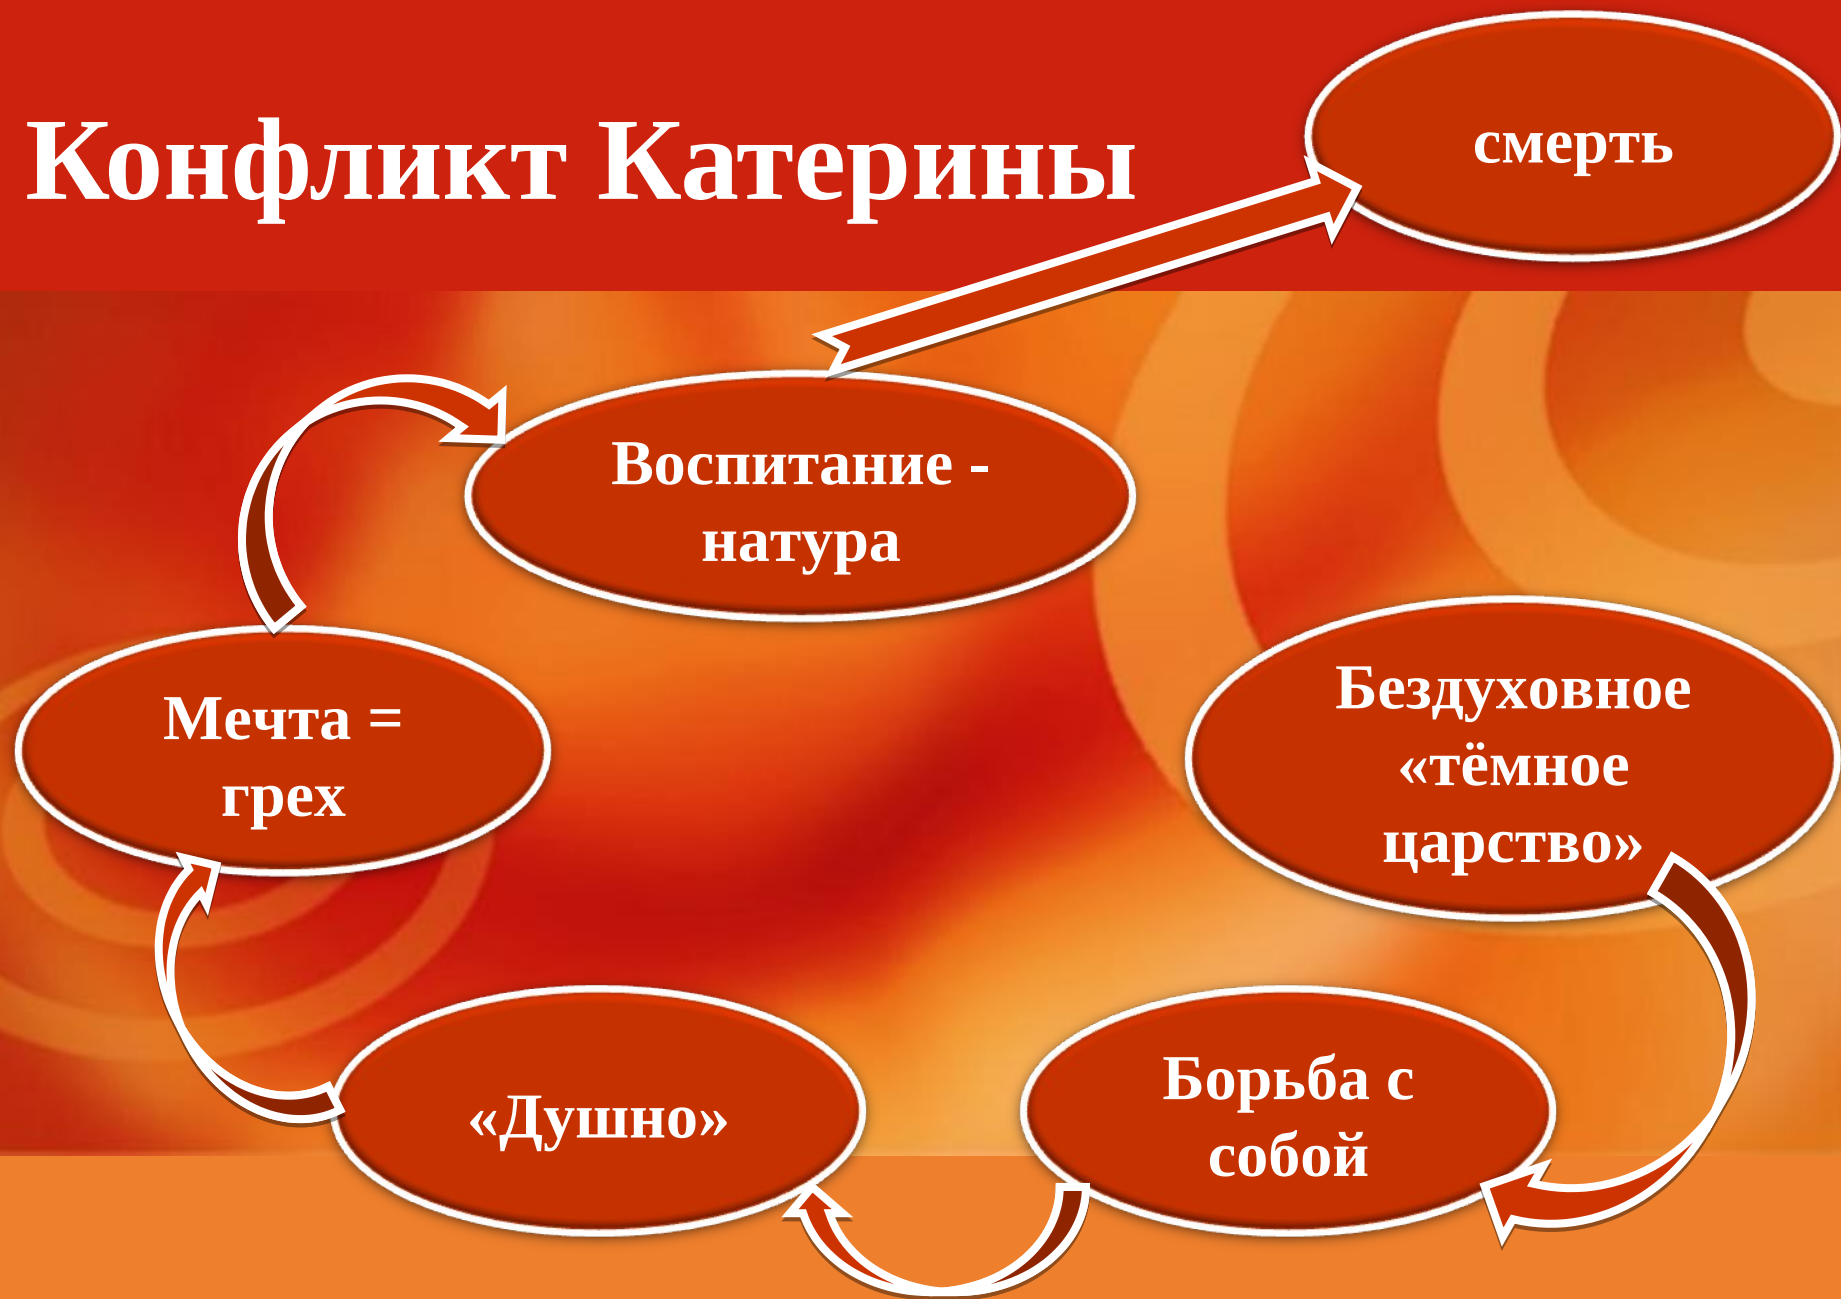 Конфликт Катерины
смерть
Воспитание -
натура
Мечта =
грех
Бездуховное
«тёмное
царство»
«Душно»
Борьба с
собой